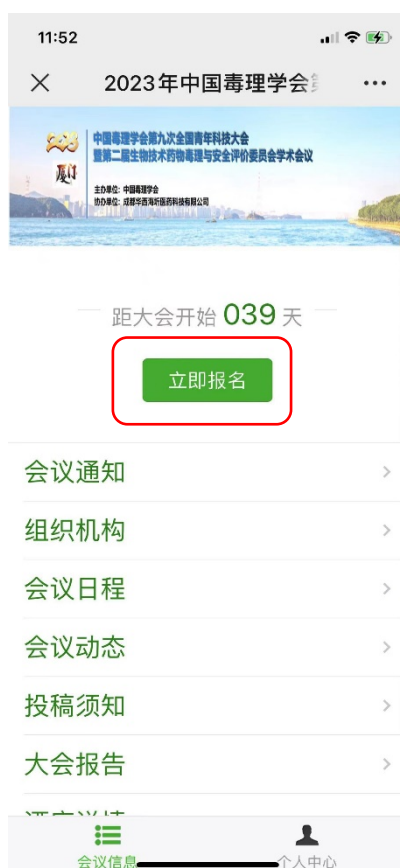 11:52
2023年中国毒理学会
2023 中国毒理学会第九次全国青年科技大会
厦门 暨第二届生物技术药物毒理与安全评价委员会学术会议
主办单位: 中国毒理学会
协办单位: 成都华西海圻医药科技有限公司
距大会开始 039 天
立即报名
会议通知
组织机构
会议日程
会议动态
投稿须知
大会报告
会议信息
个人中心